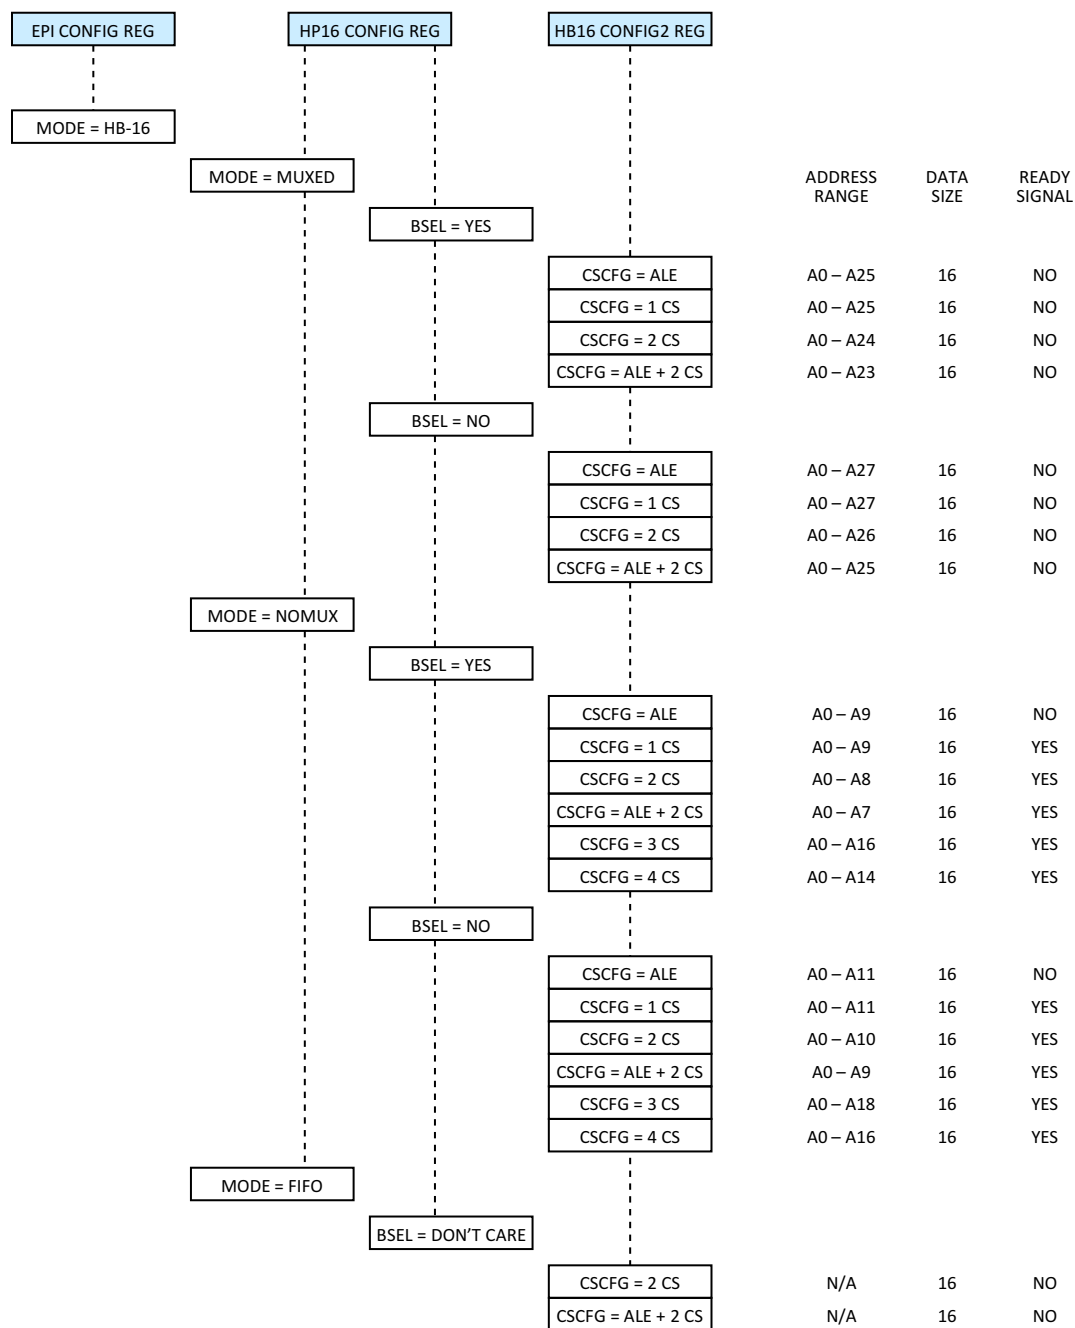 EPI CONFIG REG HP16 CONFIG REG HB16 CONFIG2 REG
MODE = HB-16
MODE = MUXED
ADDRESS RANGE DATA SIZE READY SIGNAL
BSEL = YES
CSCFG = ALE A0 – A25 16 NO
CSCFG = 1 CS A0 – A25 16 NO
CSCFG = 2 CS A0 – A24 16 NO
CSCFG = ALE + 2 CS A0 – A23 16 NO
BSEL = NO
CSCFG = ALE A0 – A27 16 NO
CSCFG = 1 CS A0 – A27 16 NO
CSCFG = 2 CS A0 – A26 16 NO
CSCFG = ALE + 2 CS A0 – A25 16 NO
MODE = NOMUX
BSEL = YES
CSCFG = ALE A0 – A9 16 NO
CSCFG = 1 CS A0 – A9 16 YES
CSCFG = 2 CS A0 – A8 16 YES
CSCFG = ALE + 2 CS A0 – A7 16 YES
CSCFG = 3 CS A0 – A16 16 YES
CSCFG = 4 CS A0 – A14 16 YES
BSEL = NO
CSCFG = ALE A0 – A11 16 NO
CSCFG = 1 CS A0 – A11 16 YES
CSCFG = 2 CS A0 – A10 16 YES
CSCFG = ALE + 2 CS A0 – A9 16 YES
CSCFG = 3 CS A0 – A18 16 YES
CSCFG = 4 CS A0 – A16 16 YES
MODE = FIFO
BSEL = DON’T CARE
CSCFG = 2 CS N/A 16 NO
CSCFG = ALE + 2 CS N/A 16 NO